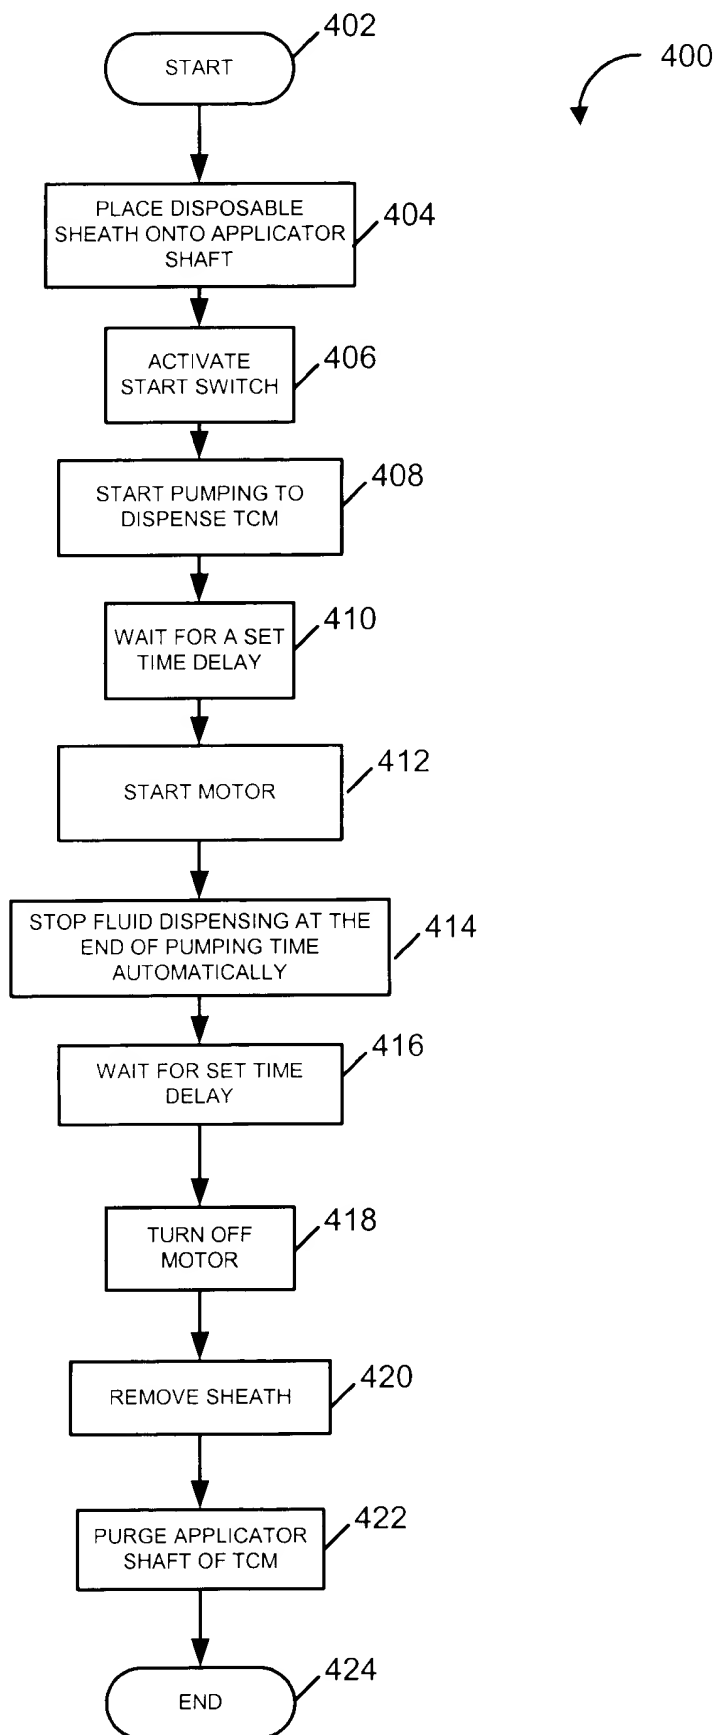 402
START
400
PLACE DISPOSABLE
SHEATH ONTO APPLICATOR
SHAFT
404
ACTIVATE
START SWITCH
406
START PUMPING TO
DISPENSE TCM
408
WAIT FOR A SET
TIME DELAY
410
START MOTOR
412
STOP FLUID DISPENSING AT THE
END OF PUMPING TIME
AUTOMATICALLY
414
WAIT FOR SET TIME
DELAY
416
TURN OFF
MOTOR
418
REMOVE SHEATH
420
PURGE APPLICATOR
SHAFT OF TCM
422
END
424